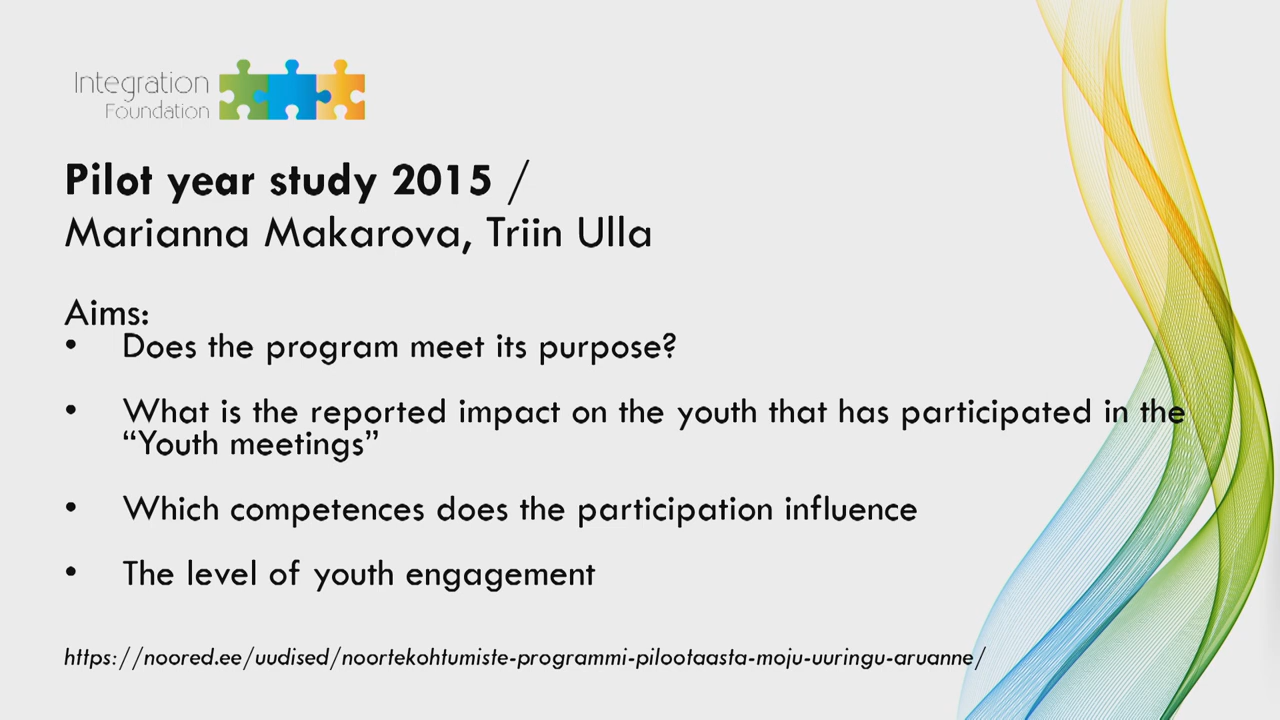 Integration
Foundation
Pilot year study 2015 /
Marianna Makarova, Triin Ulla
Aims:
• Does the program meet its purpose?
• What is the reported impact on the youth that has participated in the
“Youth meetings”
• Which competences does the participation influence
• The level of youth engagement
https://noored.ee/uudised/noortekohtumiste-programmi-pilootaasta-moju-uuringu-aruanne/